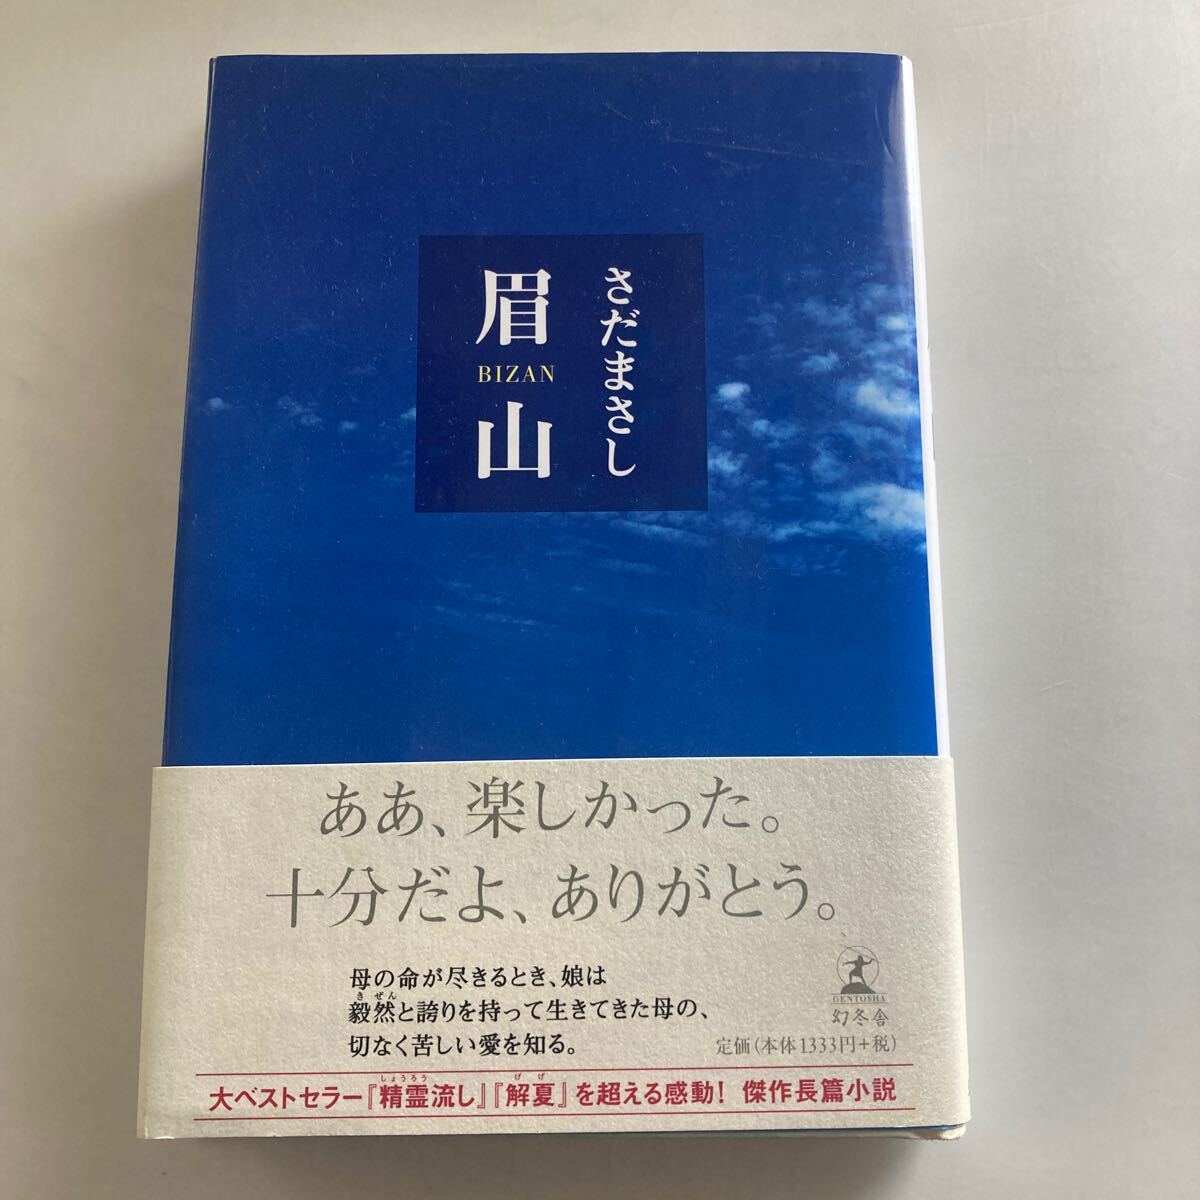 さだまさし
眉山
BIZAN
ああ、楽しかった。
十分だよ、ありがとう。
母の命が尽きるとき、娘は
きぜん
毅然と誇りを持って生きてきた母の、
切なく苦しい愛を知る。
GENTOSHA
幻冬舎
定価(本体1333円+税)
しょうろう げげ
大ベストセラー『精霊流し』『解夏』を超える感動! 傑作長篇小説